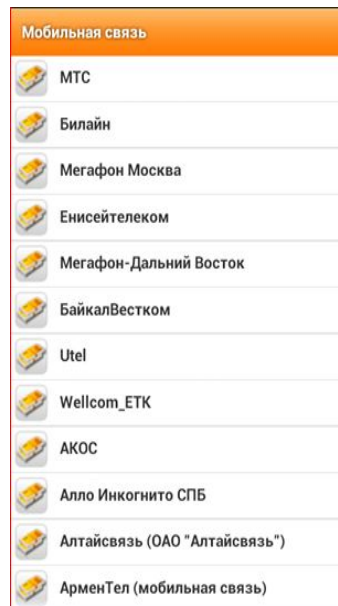 Мобильная связь
МТС
Билайн
Мегафон Москва
Енисейтелеком
Мегафон-Дальний Восток
БайкалВестком
Utel
Wellcom_ETK
АКОС
Алло Инкогнито СПБ
Алтайсвязь (ОАО "Алтайсвязь")
АрменТел (мобильная связь)